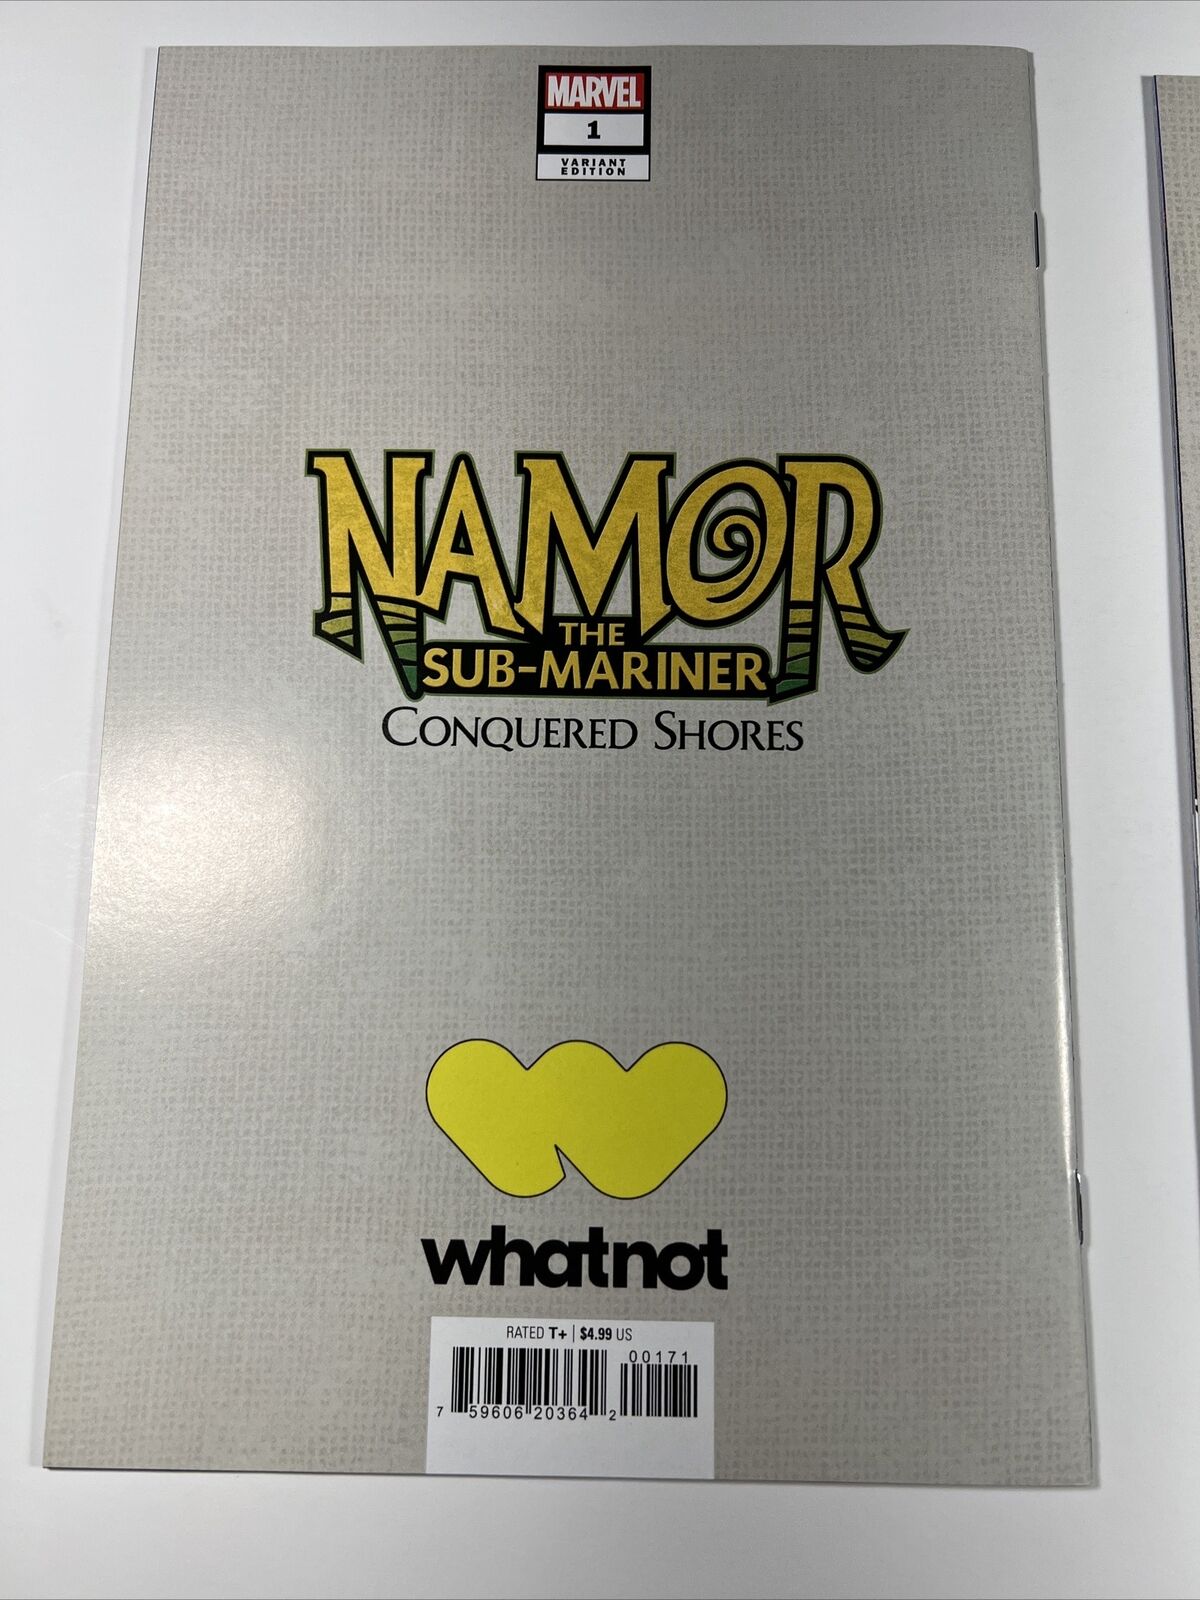 MARVEL
1
VARIANT
EDITION
NAMOR
THE
SUB-MARINER
CONQUERED SHORES
whatnot
RATED T+ | $4.99 US
00171
7 59606 20364 2